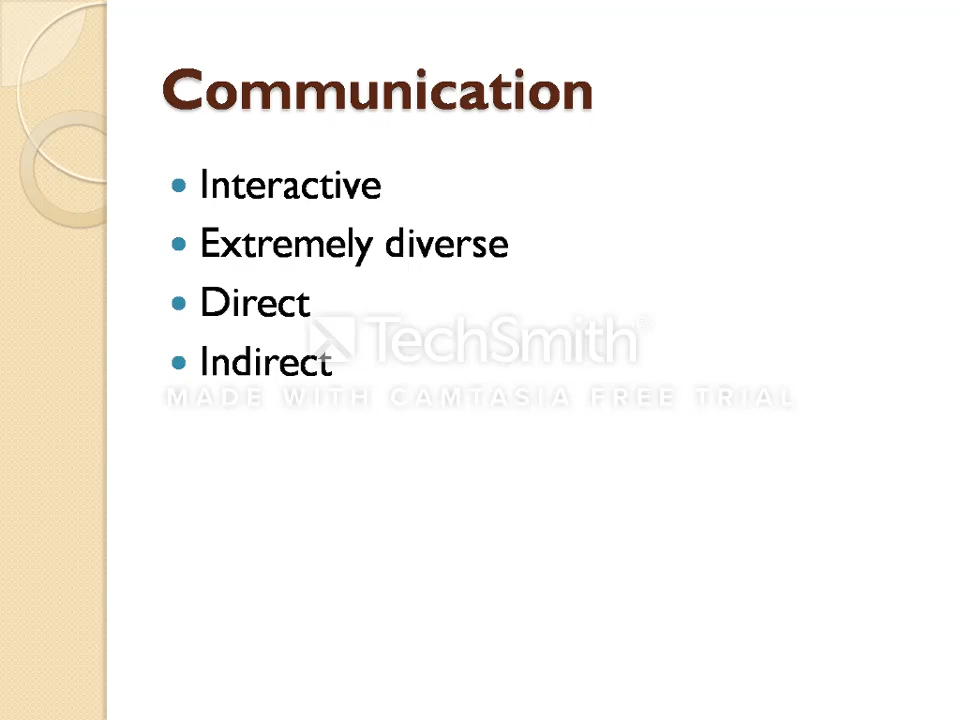 Communication
Interactive
Extremely diverse
Direct
Indirect
TechSmith®
MADE WITH CAMTASIA FREE TRIAL